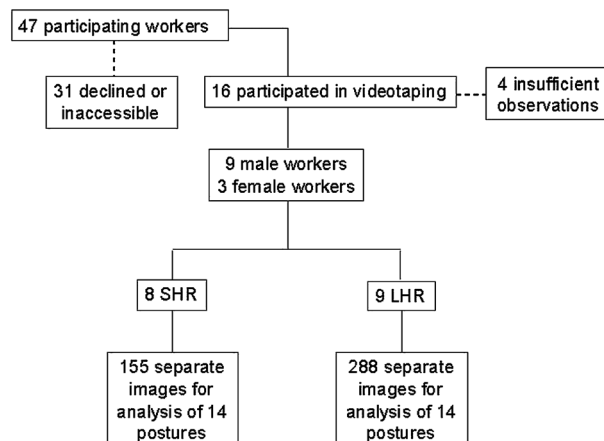 47 participating workers
31 declined or
inaccessible
16 participated in videotaping
4 insufficient
observations
9 male workers
3 female workers
8 SHR
9 LHR
155 separate
images for
analysis of 14
postures
288 separate
images for
analysis of 14
postures